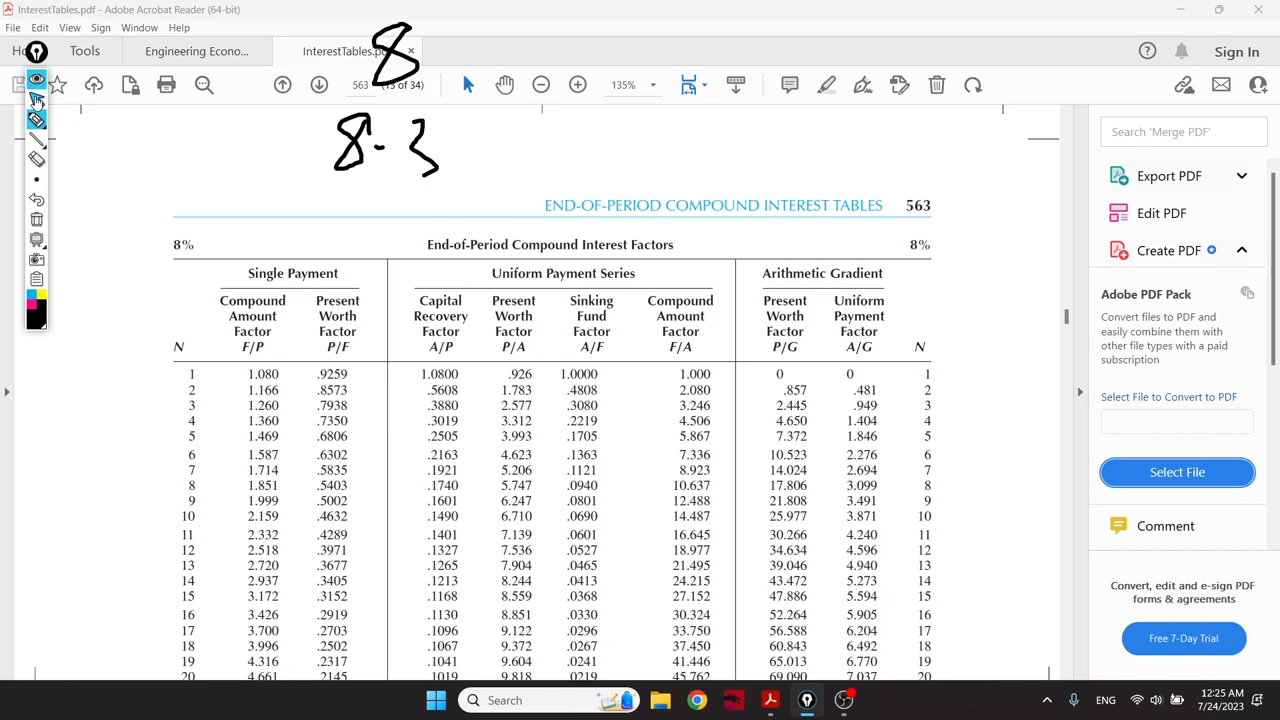 InterestTables.pdf - Adobe Acrobat Reader (64-bit)
File Edit View Sign Window Help
Tools Engineering Econo... InterestTables.pd × Sign In
8
563 (13 of 34) 135%
8 - 3
Search 'Merge PDF'
Export PDF
Edit PDF
Create PDF
Adobe PDF Pack
Convert files to PDF and
easily combine them with
other file types with a paid
subscription
Select File to Convert to PDF
Select File
Comment
Convert, edit and e-sign PDF
forms & agreements
Free 7-Day Trial
END-OF-PERIOD COMPOUND INTEREST TABLES 563
8% End-of-Period Compound Interest Factors 8%
Single Payment Uniform Payment Series Arithmetic Gradient
Compound Present Capital Present Sinking Compound Present Uniform
Amount Worth Recovery Worth Fund Amount Worth Payment
Factor Factor Factor Factor Factor Factor Factor Factor
N F/P P/F A/P P/A A/F F/A P/G A/G N
1 1.080 .9259 1.0800 .926 1.0000 1.000 0 0 1
2 1.166 .8573 .5608 1.783 .4808 2.080 .857 .481 2
3 1.260 .7938 .3880 2.577 .3080 3.246 2.445 .949 3
4 1.360 .7350 .3019 3.312 .2219 4.506 4.650 1.404 4
5 1.469 .6806 .2505 3.993 .1705 5.867 7.372 1.846 5
6 1.587 .6302 .2163 4.623 .1363 7.336 10.523 2.276 6
7 1.714 .5835 .1921 5.206 .1121 8.923 14.024 2.694 7
8 1.851 .5403 .1740 5.747 .0940 10.637 17.806 3.099 8
9 1.999 .5002 .1601 6.247 .0801 12.488 21.808 3.491 9
10 2.159 .4632 .1490 6.710 .0690 14.487 25.977 3.871 10
11 2.332 .4289 .1401 7.139 .0601 16.645 30.266 4.240 11
12 2.518 .3971 .1327 7.536 .0527 18.977 34.634 4.596 12
13 2.720 .3677 .1265 7.904 .0465 21.495 39.046 4.940 13
14 2.937 .3405 .1213 8.244 .0413 24.215 43.472 5.273 14
15 3.172 .3152 .1168 8.559 .0368 27.152 47.886 5.594 15
16 3.426 .2919 .1130 8.851 .0330 30.324 52.264 5.905 16
17 3.700 .2703 .1096 9.122 .0296 33.750 56.588 6.204 17
18 3.996 .2502 .1067 9.372 .0267 37.450 60.843 6.492 18
19 4.316 .2317 .1041 9.604 .0241 41.446 65.013 6.770 19
20 4.661 .2145 .1019 9.818 .0219 45.762 69.090 7.037 20
Search
ENG
12:25 AM
7/24/2023